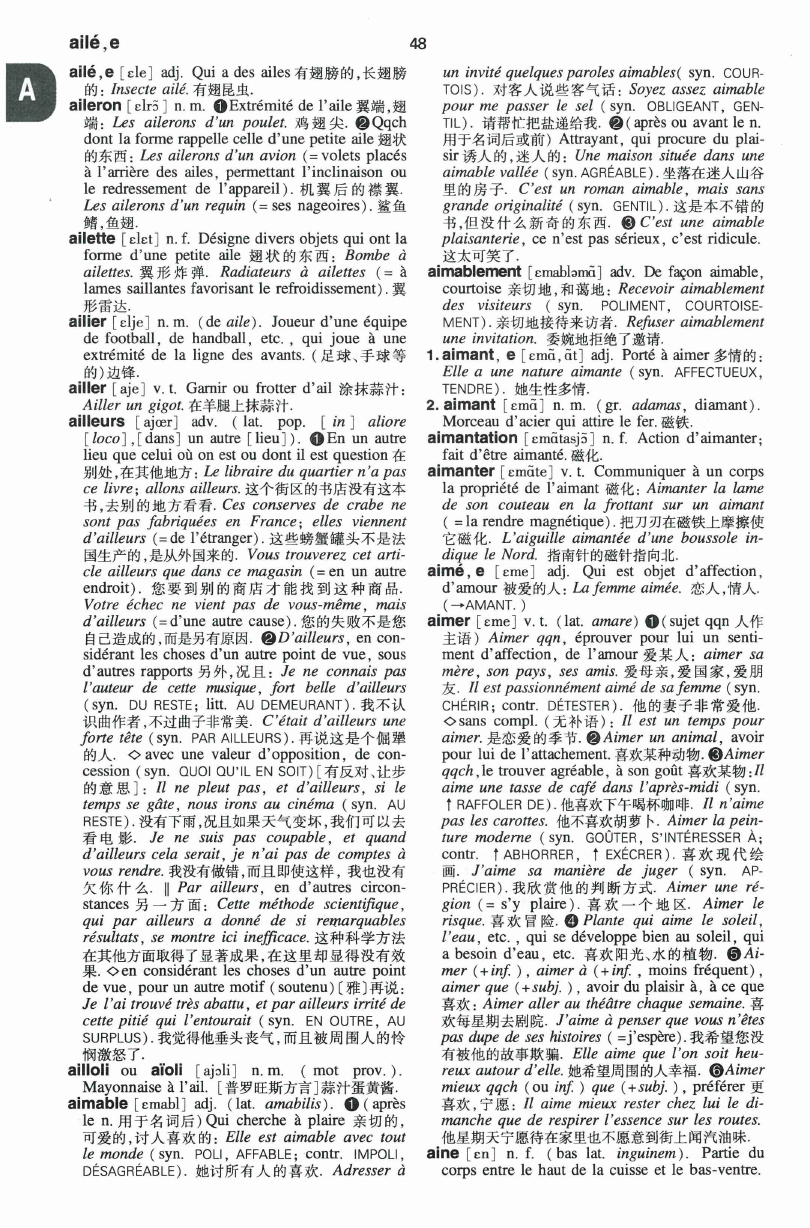 ailé,e
48
A
ailé,e [ɛle] adj. Qui a des ailes 有翅膀的,长翅膀
的: Insecte ailé. 有翅昆虫.
aileron [ɛlrɔ̃] n. m. ❶Extrémité de l'aile 翼端,翅
端: Les ailerons d'un poulet. 鸡翅尖. ❷Qqch
dont la forme rappelle celle d'une petite aile 翅状
的东西: Les ailerons d'un avion (=volets placés
à l'arrière des ailes, permettant l'inclinaison ou
le redressement de l'appareil). 机翼后的襟翼.
Les ailerons d'un requin (= ses nageoires). 鲨鱼
鳍,鱼翅.
ailette [ɛlɛt] n. f. Désigne divers objets qui ont la
forme d'une petite aile 翅状的东西: Bombe à
ailettes. 翼形炸弹. Radiateurs à ailettes (= à
lames saillantes favorisant le refroidissement). 翼
形雷达.
ailier [ɛlje] n. m. (de aile). Joueur d'une équipe
de football, de handball, etc. , qui joue à une
extrémité de la ligne des avants. (足球、手球等
的)边锋.
ailler [aje] v. t. Garnir ou frotter d'ail 涂抹蒜汁:
Ailler un gigot. 在羊腿上抹蒜汁.
ailleurs [ajœr] adv. ( lat. pop. [ in ] aliore
[loco],[dans] un autre [lieu]). ❶En un autre
lieu que celui où on est ou dont il est question 在
别处,在其他地方: Le libraire du quartier n'a pas
ce livre; allons ailleurs. 这个街区的书店没有这本
书,去别的地方看看. Ces conserves de crabe ne
sont pas fabriquées en France; elles viennent
d'ailleurs (=de l'étranger). 这些螃蟹罐头不是法
国生产的,是从外国来的. Vous trouverez cet arti-
cle ailleurs que dans ce magasin (=en un autre
endroit). 您要到别的商店才能找到这种商品.
Votre échec ne vient pas de vous-même, mais
d'ailleurs (=d'une autre cause). 您的失败不是您
自己造成的,而是另有原因. ❷D'ailleurs, en con-
sidérant les choses d'un autre point de vue, sous
d'autres rapports 另外,况且: Je ne connais pas
l'auteur de cette musique, fort belle d'ailleurs
(syn. DU RESTE; litt. AU DEMEURANT). 我不认
识曲作者,不过曲子非常美. C'était d'ailleurs une
forte tête (syn. PAR AILLEURS). 再说这是个倔犟
的人. ◇avec une valeur d'opposition, de con-
cession (syn. QUOI QU'IL EN SOIT)[有反对、让步
的意思]: Il ne pleut pas, et d'ailleurs, si le
temps se gâte, nous irons au cinéma (syn. AU
RESTE). 没有下雨,况且如果天气变坏,我们可以去
看电影. Je ne suis pas coupable, et quand
d'ailleurs cela serait, je n'ai pas de comptes à
vous rendre. 我没有做错,而且即使这样, 我也没有
欠你什么. ‖ Par ailleurs, en d'autres circon-
stances 另一方面: Cette méthode scientifique,
qui par ailleurs a donné de si remarquables
résultats, se montre ici inefficace. 这种科学方法
在其他方面取得了显著成果,在这里却显得没有效
果. ◇en considérant les choses d'un autre point
de vue, pour un autre motif (soutenu)[雅]再说:
Je l'ai trouvé très abattu, et par ailleurs irrité de
cette pitié qui l'entourait (syn. EN OUTRE, AU
SURPLUS). 我觉得他垂头丧气,而且被周围人的怜
悯激怒了.
ailloli ou aïoli [ajɔli] n. m. ( mot prov. ).
Mayonnaise à l'ail. [普罗旺斯方言]蒜汁蛋黄酱.
aimable [ɛmabl] adj. (lat. amabilis). ❶ (après
le n. 用于名词后) Qui cherche à plaire 亲切的,
可爱的,讨人喜欢的: Elle est aimable avec tout
le monde (syn. POLI, AFFABLE; contr. IMPOLI,
DÉSAGRÉABLE). 她讨所有人的喜欢. Adresser à
un invité quelques paroles aimables( syn. COUR-
TOIS). 对客人说些客气话: Soyez assez aimable
pour me passer le sel ( syn. OBLIGEANT, GEN-
TIL). 请帮忙把盐递给我. ❷(après ou avant le n.
用于名词后或前) Attrayant, qui procure du plai-
sir 诱人的,迷人的: Une maison située dans une
aimable vallée (syn. AGRÉABLE). 坐落在迷人山谷
里的房子. C'est un roman aimable, mais sans
grande originalité (syn. GENTIL). 这是本不错的
书,但没什么新奇的东西. ❸ C'est une aimable
plaisanterie, ce n'est pas sérieux, c'est ridicule.
这太可笑了.
aimablement [ɛmabləmɑ̃] adv. De façon aimable,
courtoise 亲切地,和蔼地: Recevoir aimablement
des visiteurs ( syn. POLIMENT, COURTOISE-
MENT). 亲切地接待来访者. Refuser aimablement
une invitation. 委婉地拒绝了邀请.
1. aimant, e [ɛmɑ̃,ɑ̃t] adj. Porté à aimer 多情的:
Elle a une nature aimante (syn. AFFECTUEUX,
TENDRE). 她生性多情.
2. aimant [ɛmɑ̃] n. m. (gr. adamas, diamant).
Morceau d'acier qui attire le fer. 磁铁.
aimantation [ɛmɑ̃tasjɔ̃] n. f. Action d'aimanter;
fait d'être aimanté. 磁化.
aimanter [ɛmɑ̃te] v. t. Communiquer à un corps
la propriété de l'aimant 磁化: Aimanter la lame
de son couteau en la frottant sur un aimant
( =la rendre magnétique). 把刀刃在磁铁上摩擦使
它磁化. L'aiguille aimantée d'une boussole in-
dique le Nord. 指南针的磁针指向北.
aimé,e [ɛme] adj. Qui est objet d'affection,
d'amour 被爱的人: La femme aimée. 恋人,情人.
(→AMANT. )
aimer [ɛme] v. t. (lat. amare) ❶(sujet qqn 人作
主语) Aimer qqn, éprouver pour lui un senti-
ment d'affection, de l'amour 爱某人: aimer sa
mère, son pays, ses amis. 爱母亲,爱国家,爱朋
友. Il est passionnément aimé de sa femme (syn.
CHÉRIR; contr. DÉTESTER). 他的妻子非常爱他.
◇sans compl. (无补语): Il est un temps pour
aimer. 是恋爱的季节. ❷Aimer un animal, avoir
pour lui de l'attachement. 喜欢某种动物. ❸Aimer
qqch, le trouver agréable, à son goût 喜欢某物:Il
aime une tasse de café dans l'après-midi (syn.
↑RAFFOLER DE). 他喜欢下午喝杯咖啡. Il n'aime
pas les carottes. 他不喜欢胡萝卜. Aimer la pein-
ture moderne ( syn. GOÛTER, S'INTÉRESSER À;
contr. ↑ABHORRER, ↑EXÉCRER). 喜欢现代绘
画. J'aime sa manière de juger ( syn. AP-
PRÉCIER). 我欣赏他的判断方式. Aimer une ré-
gion (= s'y plaire). 喜欢一个地区. Aimer le
risque. 喜欢冒险. ❹ Plante qui aime le soleil,
l'eau, etc. , qui se développe bien au soleil, qui
a besoin d'eau, etc. 喜欢阳光、水的植物. ❺Ai-
mer (+inf. ), aimer à (+inf. , moins fréquent),
aimer que (+subj. ), avoir du plaisir à, à ce que
喜欢: Aimer aller au théâtre chaque semaine. 喜
欢每星期去剧院. J'aime à penser que vous n'êtes
pas dupe de ses histoires ( =j'espère). 我希望您没
有被他的故事欺骗. Elle aime que l'on soit heu-
reux autour d'elle. 她希望周围的人幸福. ❻Aimer
mieux qqch (ou inf. ) que (+subj. ), préférer 更
喜欢,宁愿: Il aime mieux rester chez lui le di-
manche que de respirer l'essence sur les routes.
他星期天宁愿待在家里也不愿意到街上闻汽油味.
aine [ɛn] n. f. ( bas lat. inguinem). Partie du
corps entre le haut de la cuisse et le bas-ventre.